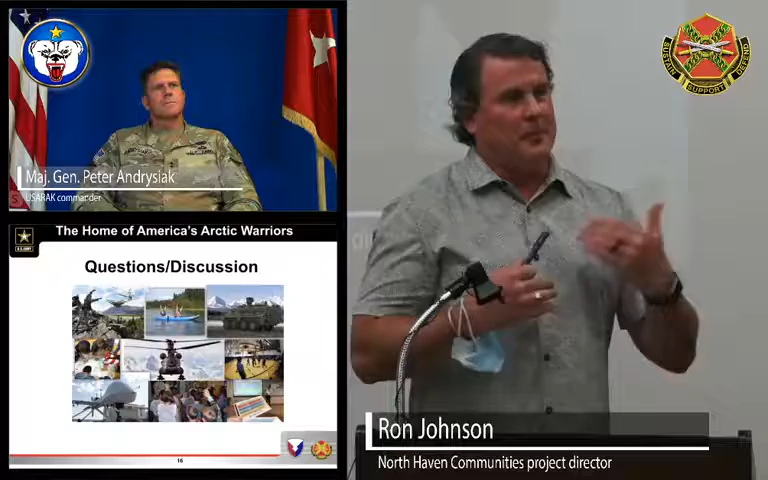 Maj. Gen. Peter Andrysiak
USARAK commander
SUSTAIN
SUPPORT
DEFEND
U.S. ARMY
The Home of America's Arctic Warriors
Questions/Discussion
16
Ron Johnson
North Haven Communities project director